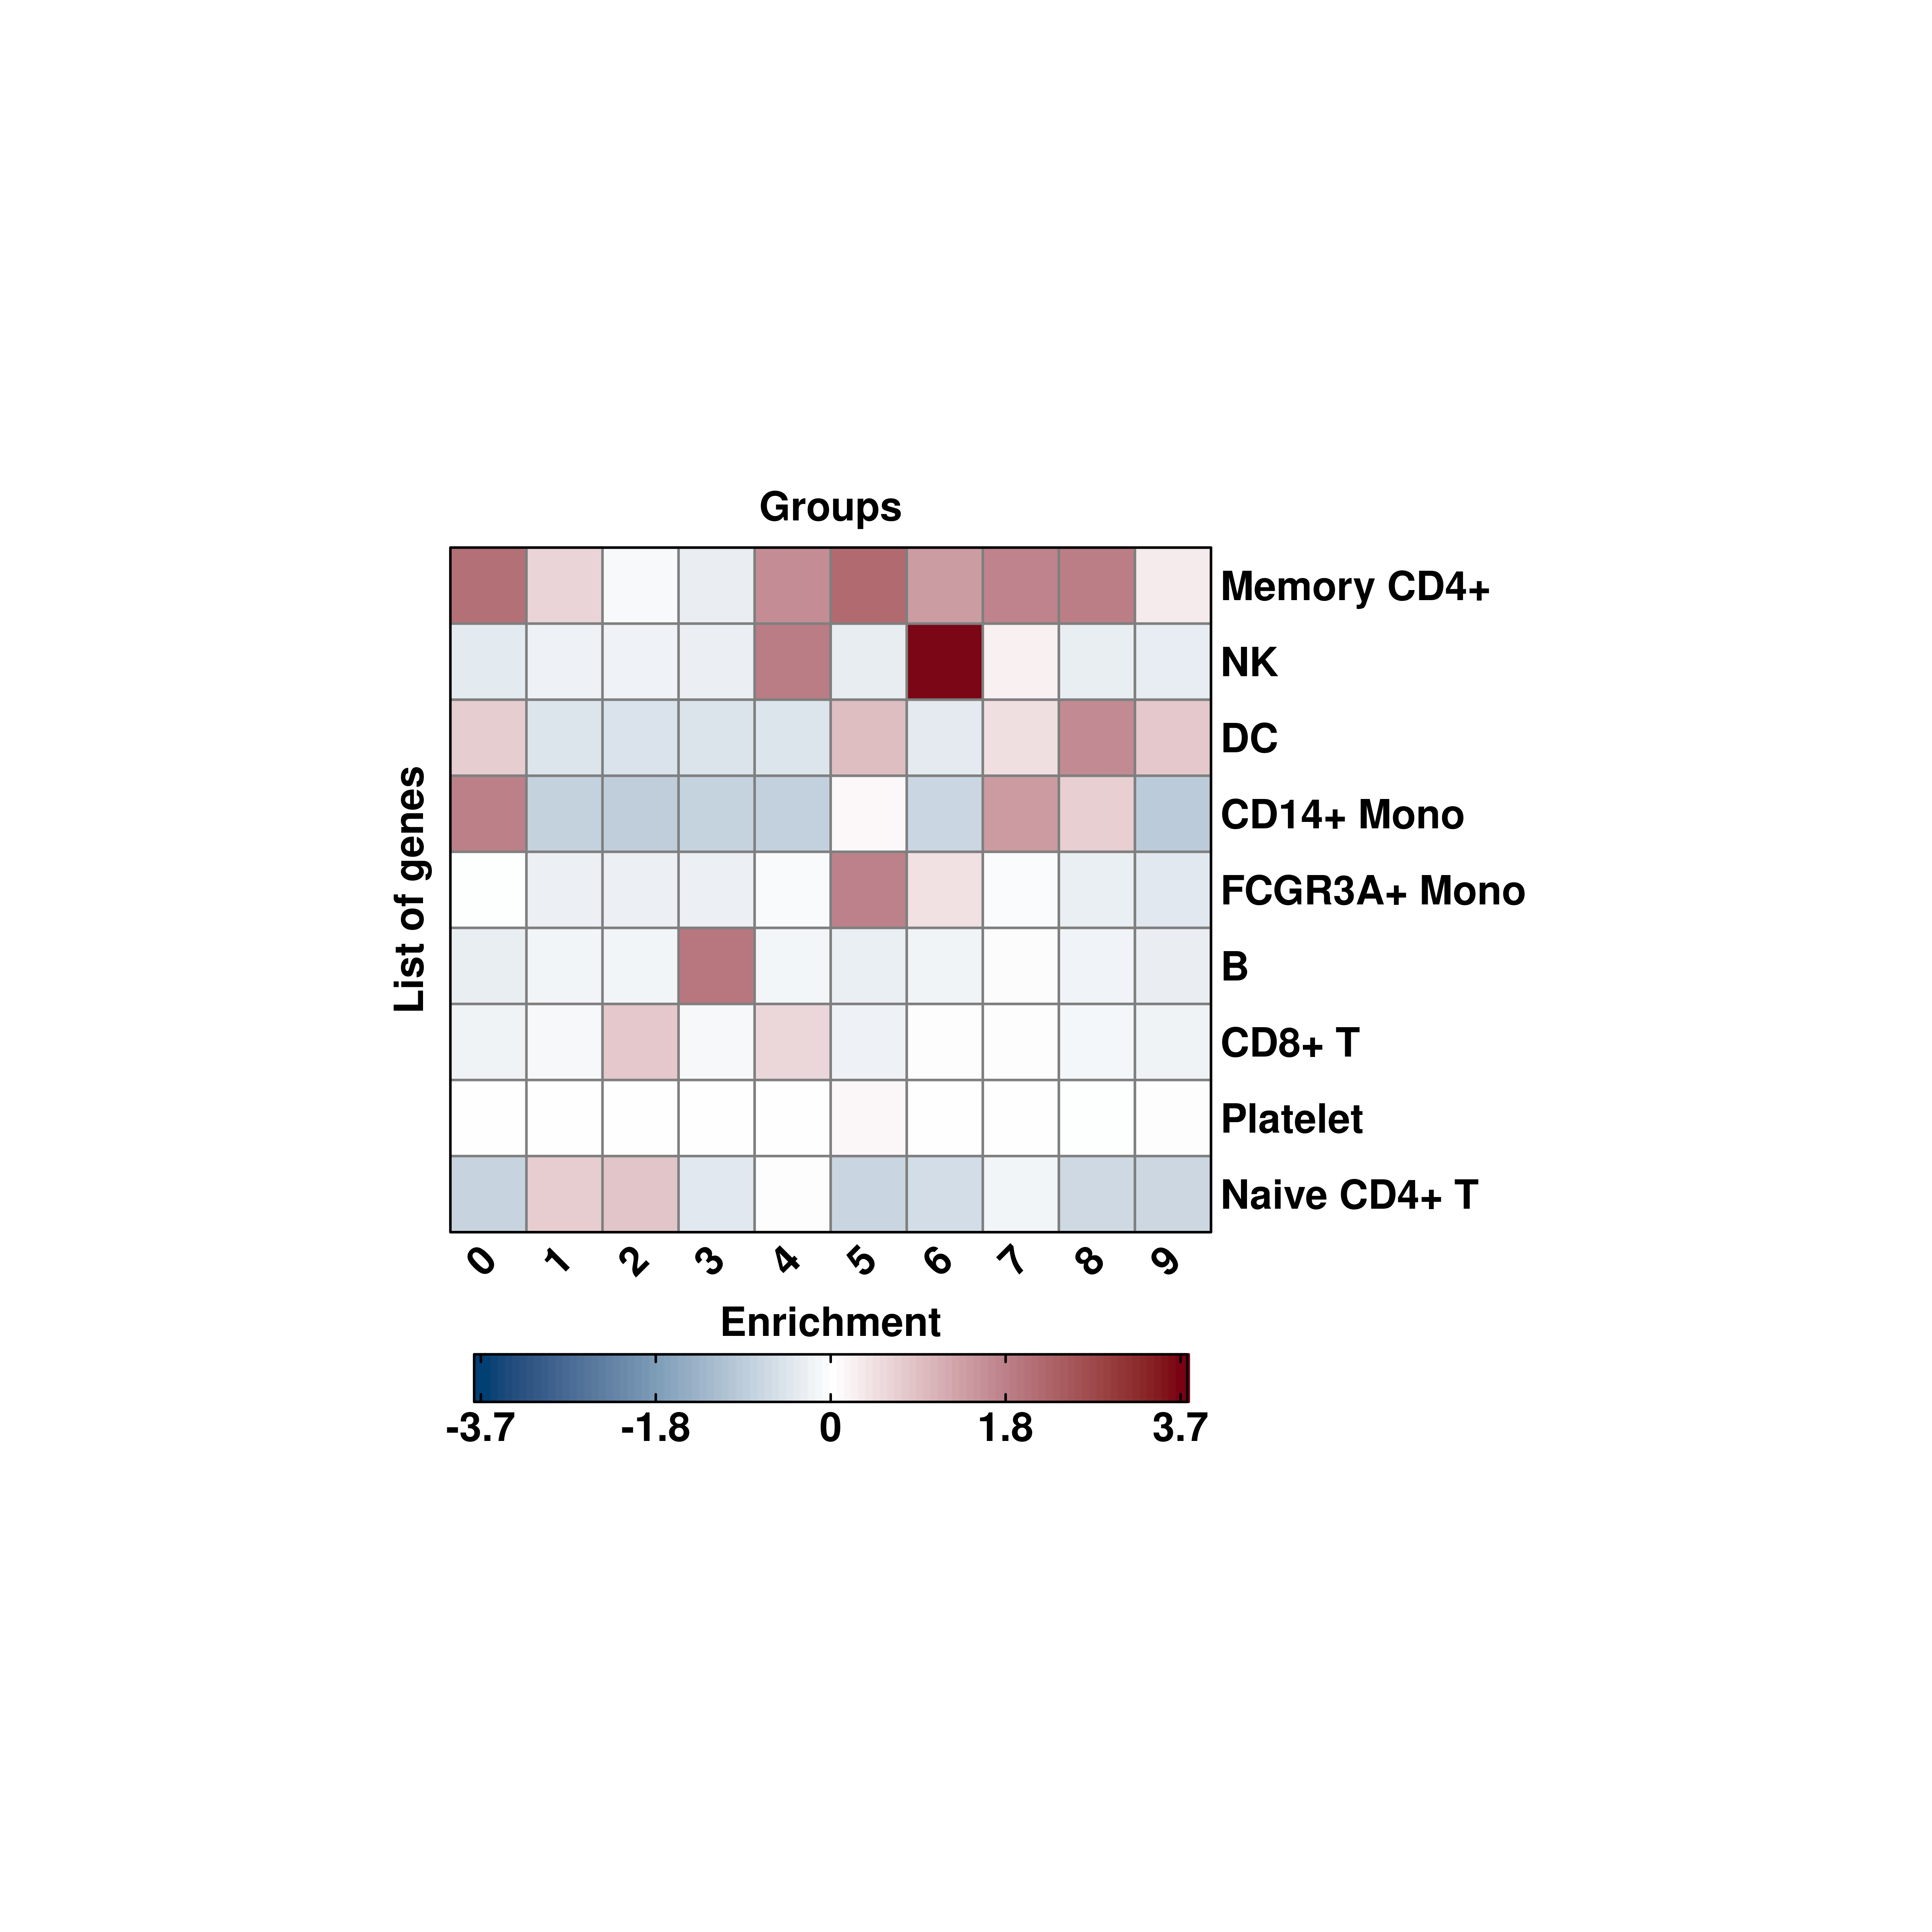 Groups
List of genes
Memory CD4+
NK
DC
CD14+ Mono
FCGR3A+ Mono
B
CD8+ T
Platelet
Naive CD4+ T
0 1 2 3 4 5 6 7 8 9
Enrichment
-3.7 -1.8 0 1.8 3.7